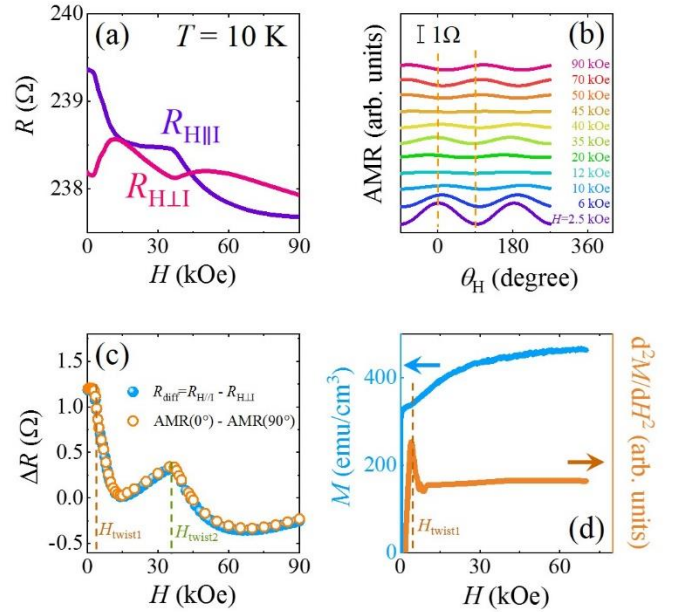 (a) T = 10 K
R (Ω)
240
239
238
R_H∥I
R_H⊥I
0 30 60 90
H (kOe)
(b)
I 1Ω
AMR (arb. units)
90 kOe
70 kOe
50 kOe
45 kOe
40 kOe
35 kOe
20 kOe
12 kOe
10 kOe
6 kOe
H=2.5 kOe
0 180 360
θ_H (degree)
(c)
ΔR (Ω)
1.5
1.0
0.5
0.0
-0.5
R_diff=R_H//I - R_H⊥I
AMR(0°) - AMR(90°)
H_twist1
H_twist2
0 30 60 90
H (kOe)
(d)
M (emu/cm³)
400
200
0
H_twist1
d²M/dH² (arb. units)
0 30 60
H (kOe)